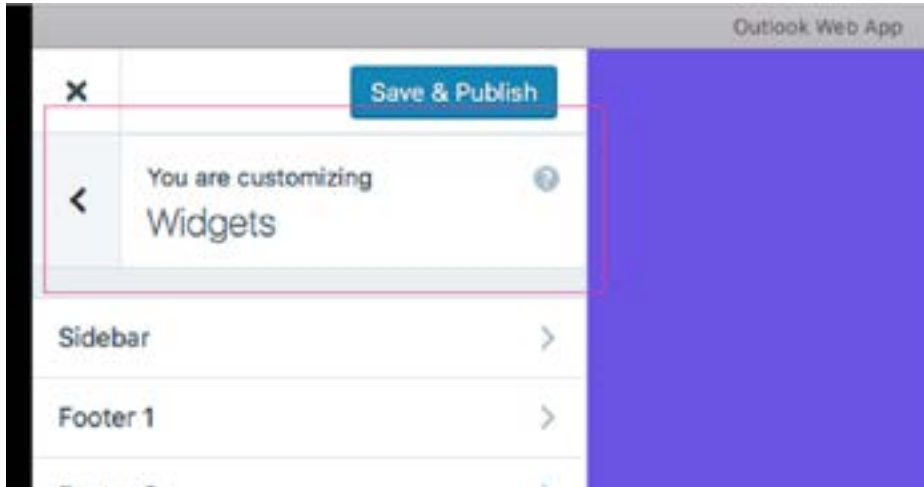 Outlook Web App
Save & Publish
You are customizing
Widgets
Sidebar
Footer 1